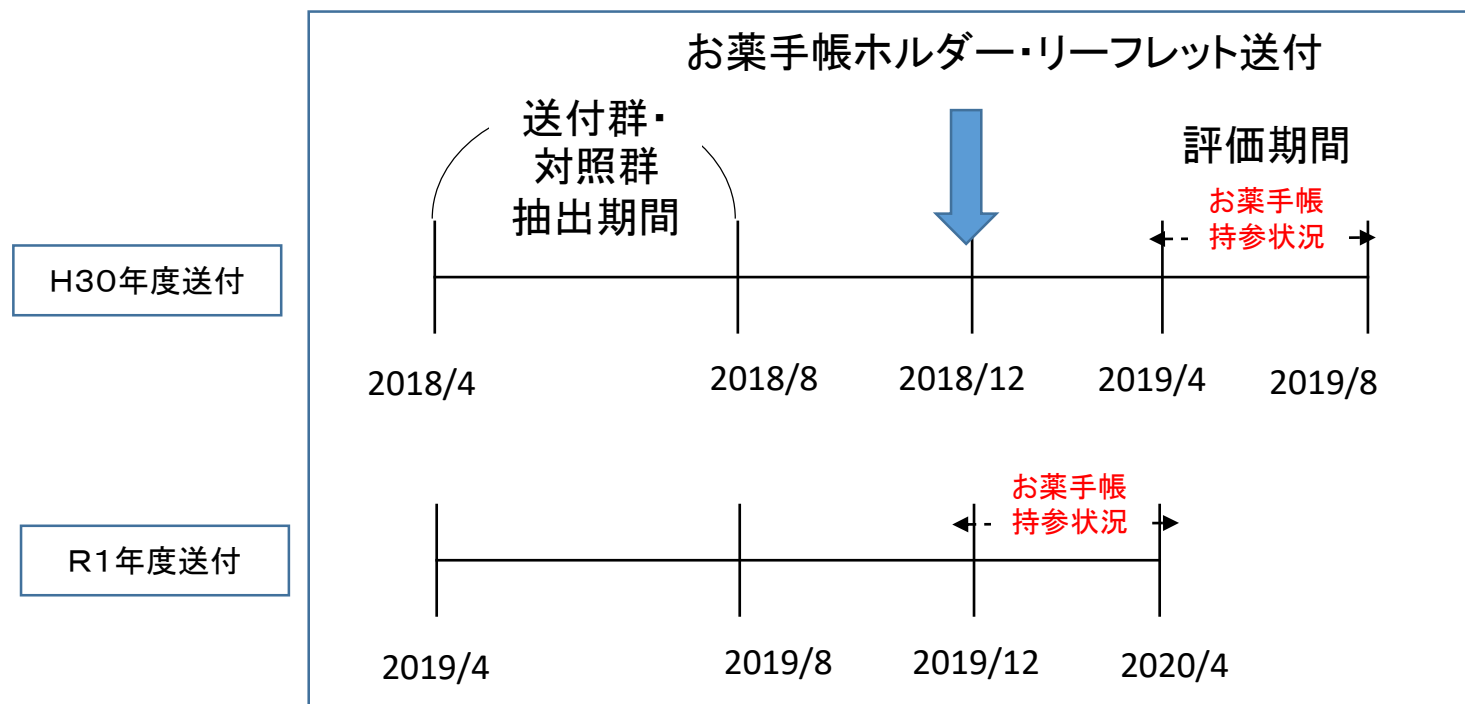 お薬手帳ホルダー・リーフレット送付
送付群・
対照群
抽出期間
評価期間
お薬手帳
持参状況
H30年度送付
2018/4
2018/8
2018/12
2019/4
2019/8
お薬手帳
持参状況
R1年度送付
2019/4
2019/8
2019/12
2020/4